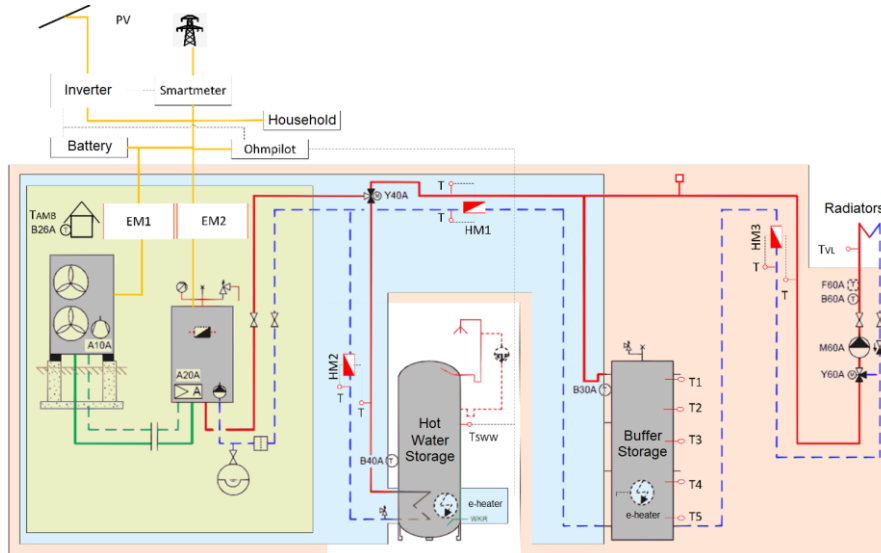 PV
Inverter
Smartmeter
Household
Battery
Ohmpilot
TAMB
B26A
T
EM1
EM2
A10A
A20A
A
Y40A
T
T
HM1
HM2
T
T
HM3
T
T
Radiators
TVL
F60A
T
B60A
T
M60A
Y60A
M
Hot
Water
Storage
TSWW
B40A
T
e-heater
WKR
B30A
T
T1
T2
T3
T4
T5
Buffer
Storage
e-heater